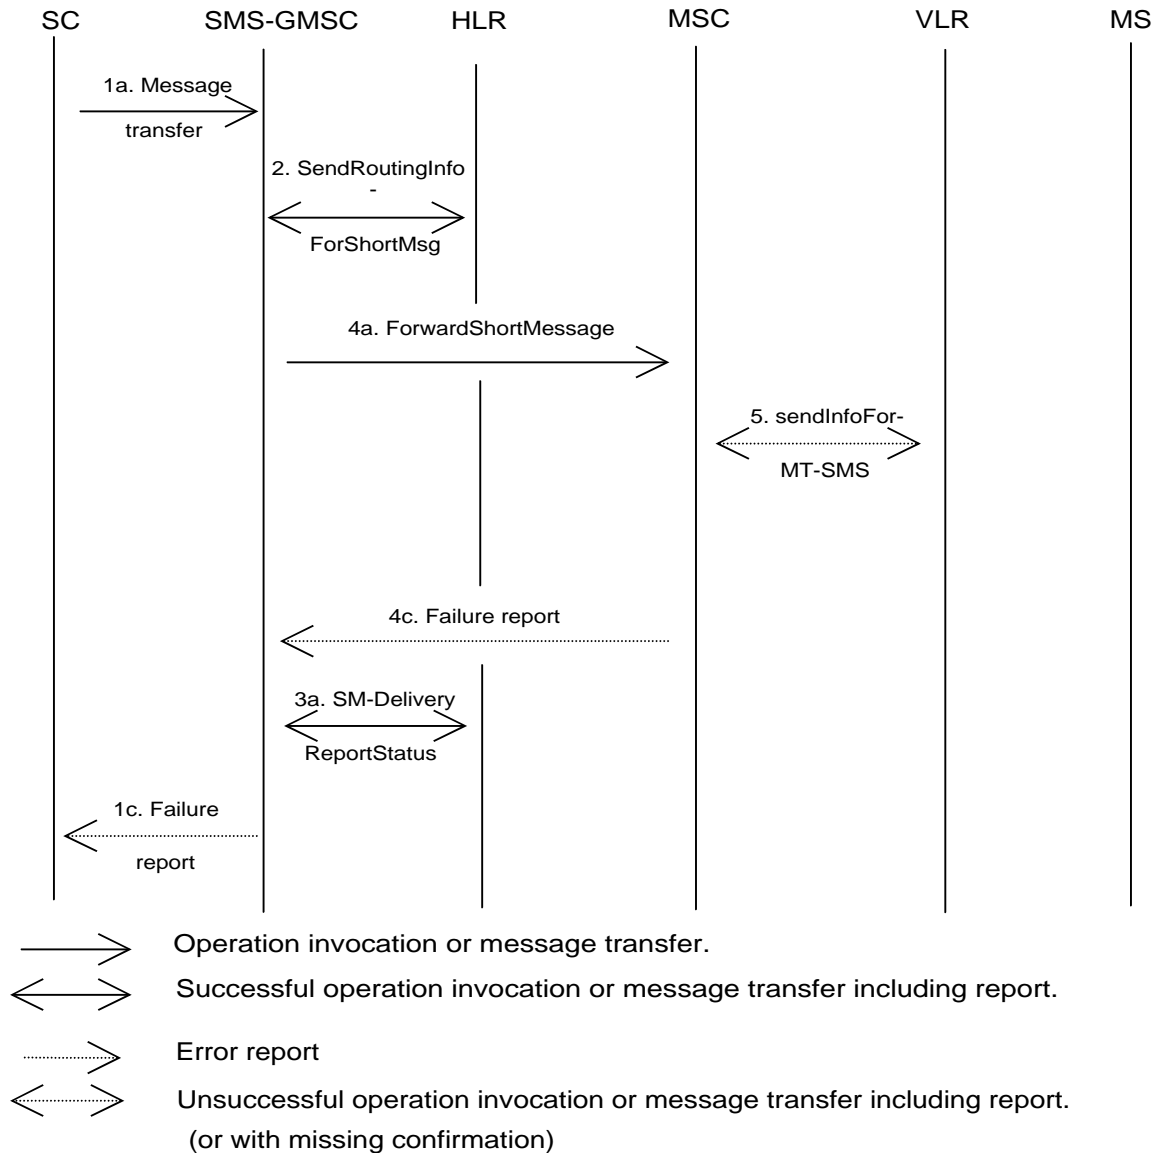 SC SMS-GMSC HLR MSC VLR MS
1a. Message
transfer
2. SendRoutingInfo
-
ForShortMsg
4a. ForwardShortMessage
5. sendInfoFor-
MT-SMS
4c. Failure report
3a. SM-Delivery
ReportStatus
1c. Failure
report
Operation invocation or message transfer.
Successful operation invocation or message transfer including report.
Error report
Unsuccessful operation invocation or message transfer including report.
(or with missing confirmation)